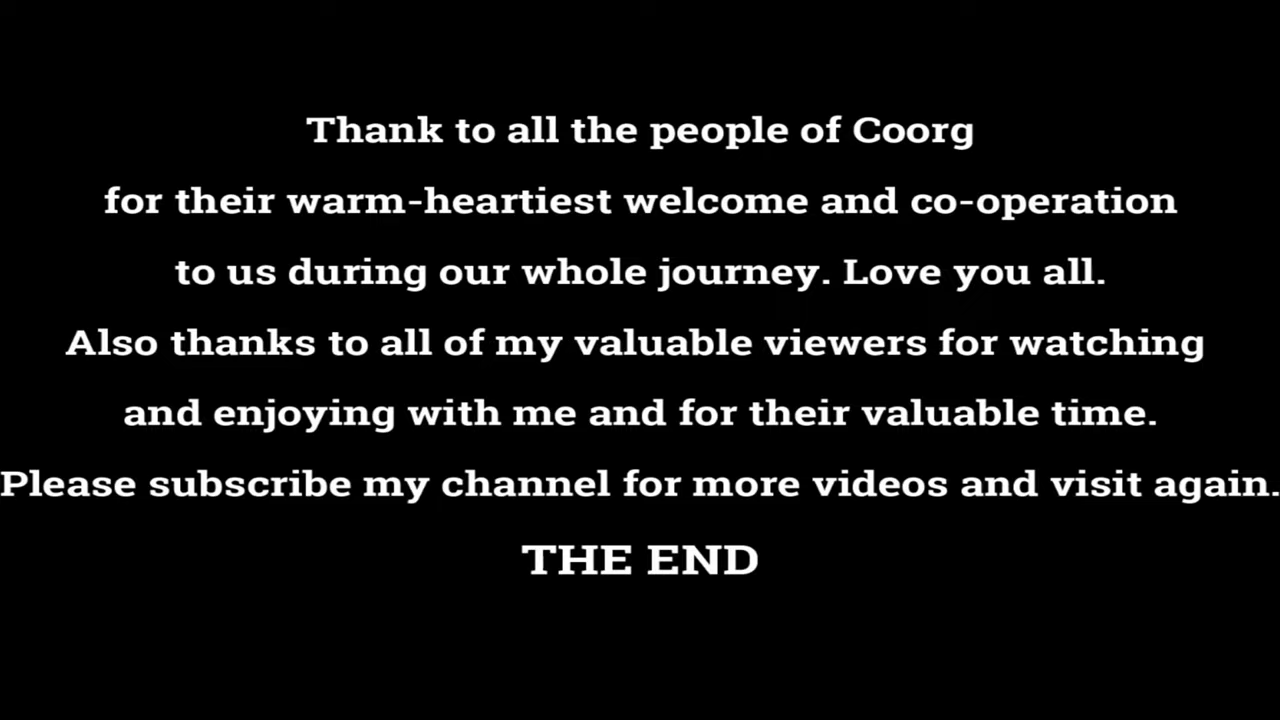 Thank to all the people of Coorg
for their warm-heartiest welcome and co-operation
to us during our whole journey. Love you all.
Also thanks to all of my valuable viewers for watching
and enjoying with me and for their valuable time.
Please subscribe my channel for more videos and visit again.
THE END